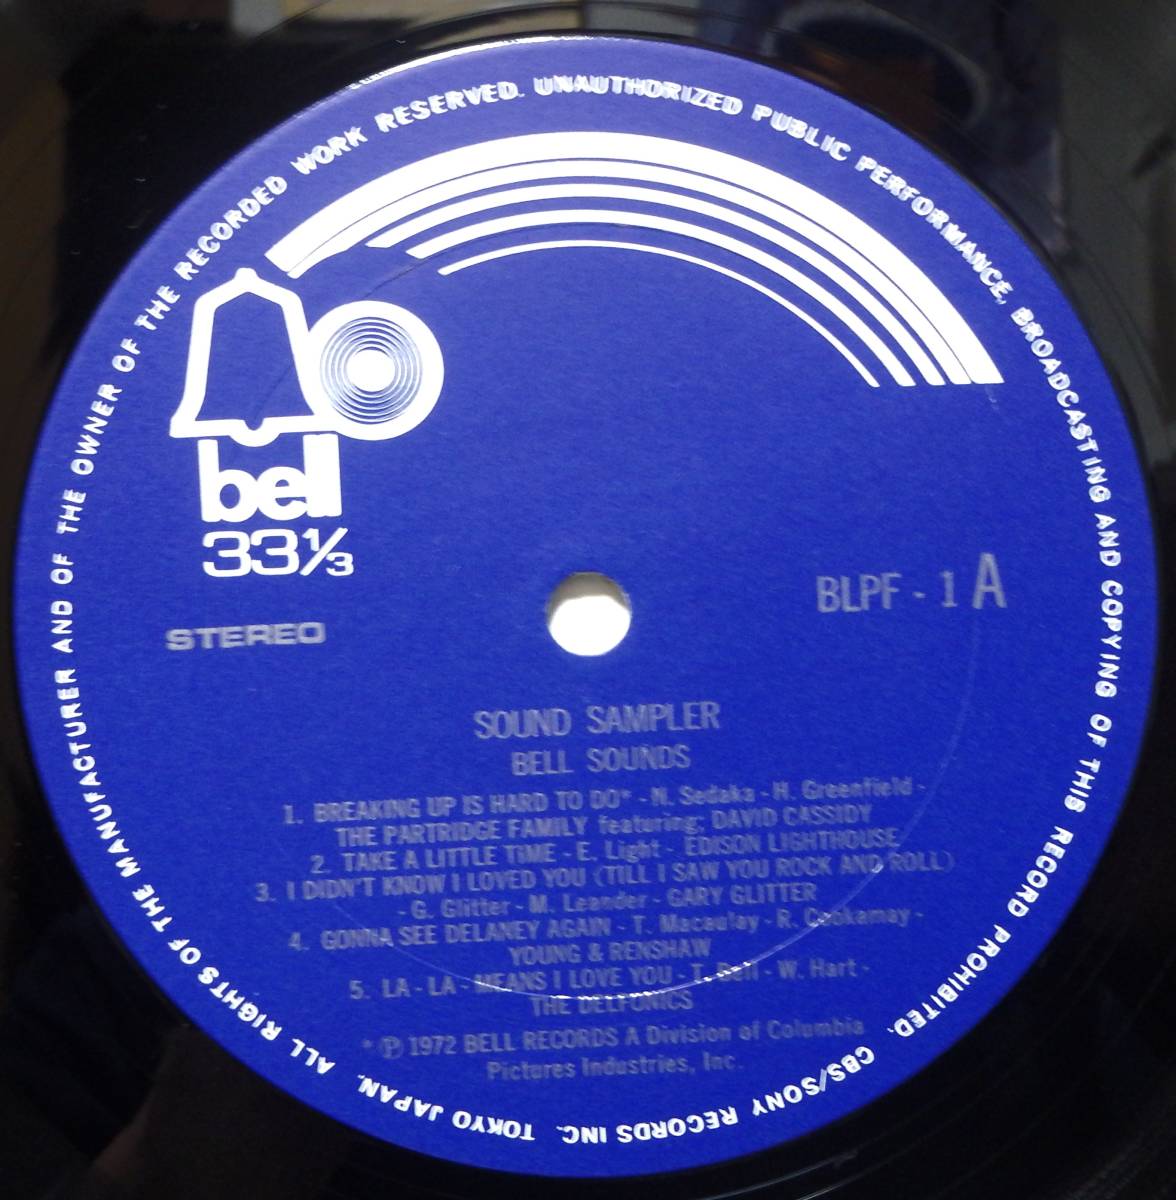 ALL RIGHTS OF THE MANUFACTURER AND OF THE OWNER OF THE RECORDED WORK RESERVED. UNAUTHORIZED PUBLIC PERFORMANCE, BROADCASTING AND COPYING OF THIS RECORD PROHIBITED. CBS/SONY RECORDS INC. TOKYO JAPAN.
bell
33 1/3
STEREO
BLPF - 1 A
SOUND SAMPLER
BELL SOUNDS
1. BREAKING UP IS HARD TO DO* - N. Sedaka - H. Greenfield -
THE PARTRIDGE FAMILY featuring; DAVID CASSIDY
2. TAKE A LITTLE TIME - E. Light - EDISON LIGHTHOUSE
3. I DIDN'T KNOW I LOVED YOU (TILL I SAW YOU ROCK AND ROLL)
- G. Glitter - M. Leander - GARY GLITTER
4. GONNA SEE DELANEY AGAIN - T. Macaulay - R. Cookamay -
YOUNG & RENSHAW
5. LA - LA - MEANS I LOVE YOU - T. Bell - W. Hart -
THE DELFONICS
* Ⓟ 1972 BELL RECORDS A Division of Columbia
Pictures Industries, Inc.